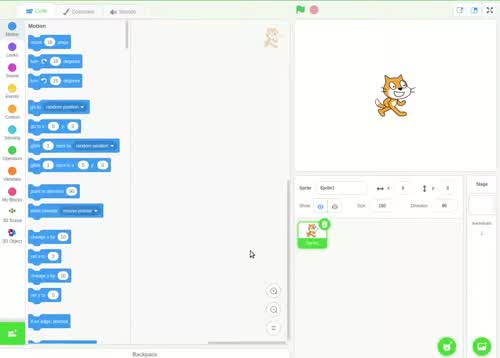 Code
Costumes
Sounds
Motion
Motion
Looks
Sound
Events
Control
Sensing
Operators
Variables
My Blocks
3D Scene
3D Object
move 10 steps
turn 15 degrees
turn 15 degrees
go to random position
go to x: 0 y: 0
glide 1 secs to random position
glide 1 secs to x: 0 y: 0
point in direction 90
point towards mouse-pointer
change x by 10
set x to 0
change y by 10
set y to 0
if on edge, bounce
Backpack
Sprite
Sprite1
x
0
y
0
Show
Size
100
Direction
90
Sprite1
Stage
Backdrops
1